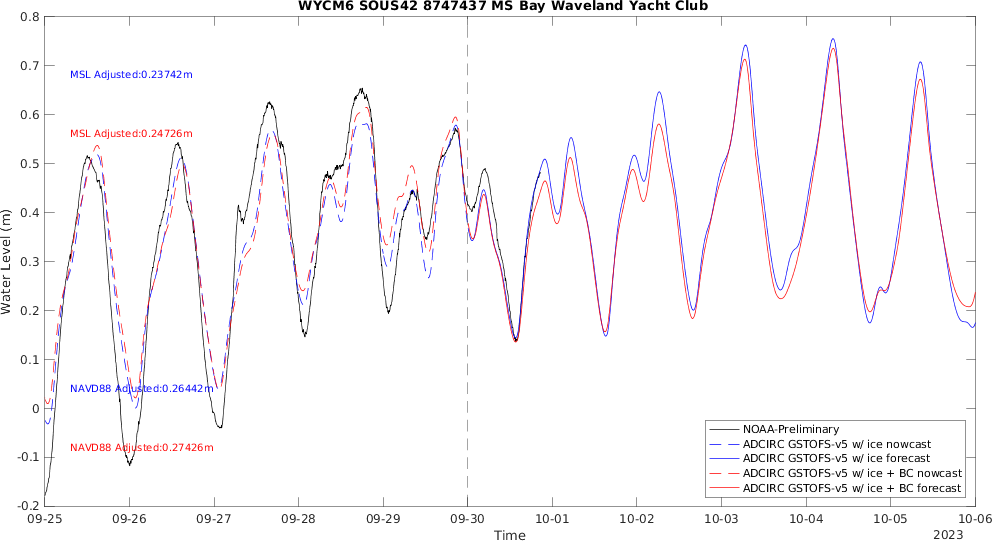 WYCM6 SOUS42 8747437 MS Bay Waveland Yacht Club
0.8
0.7
0.6
0.5
0.4
0.3
0.2
0.1
0
-0.1
-0.2
Water Level (m)
MSL Adjusted:0.23742m
MSL Adjusted:0.24726m
NAVD88 Adjusted:0.26442m
NAVD88 Adjusted:0.27426m
NOAA-Preliminary
ADCIRC GSTOFS-v5 w/ ice nowcast
ADCIRC GSTOFS-v5 w/ ice forecast
ADCIRC GSTOFS-v5 w/ ice + BC nowcast
ADCIRC GSTOFS-v5 w/ ice + BC forecast
09-25 09-26 09-27 09-28 09-29 09-30 10-01 10-02 10-03 10-04 10-05 10-06
Time
2023